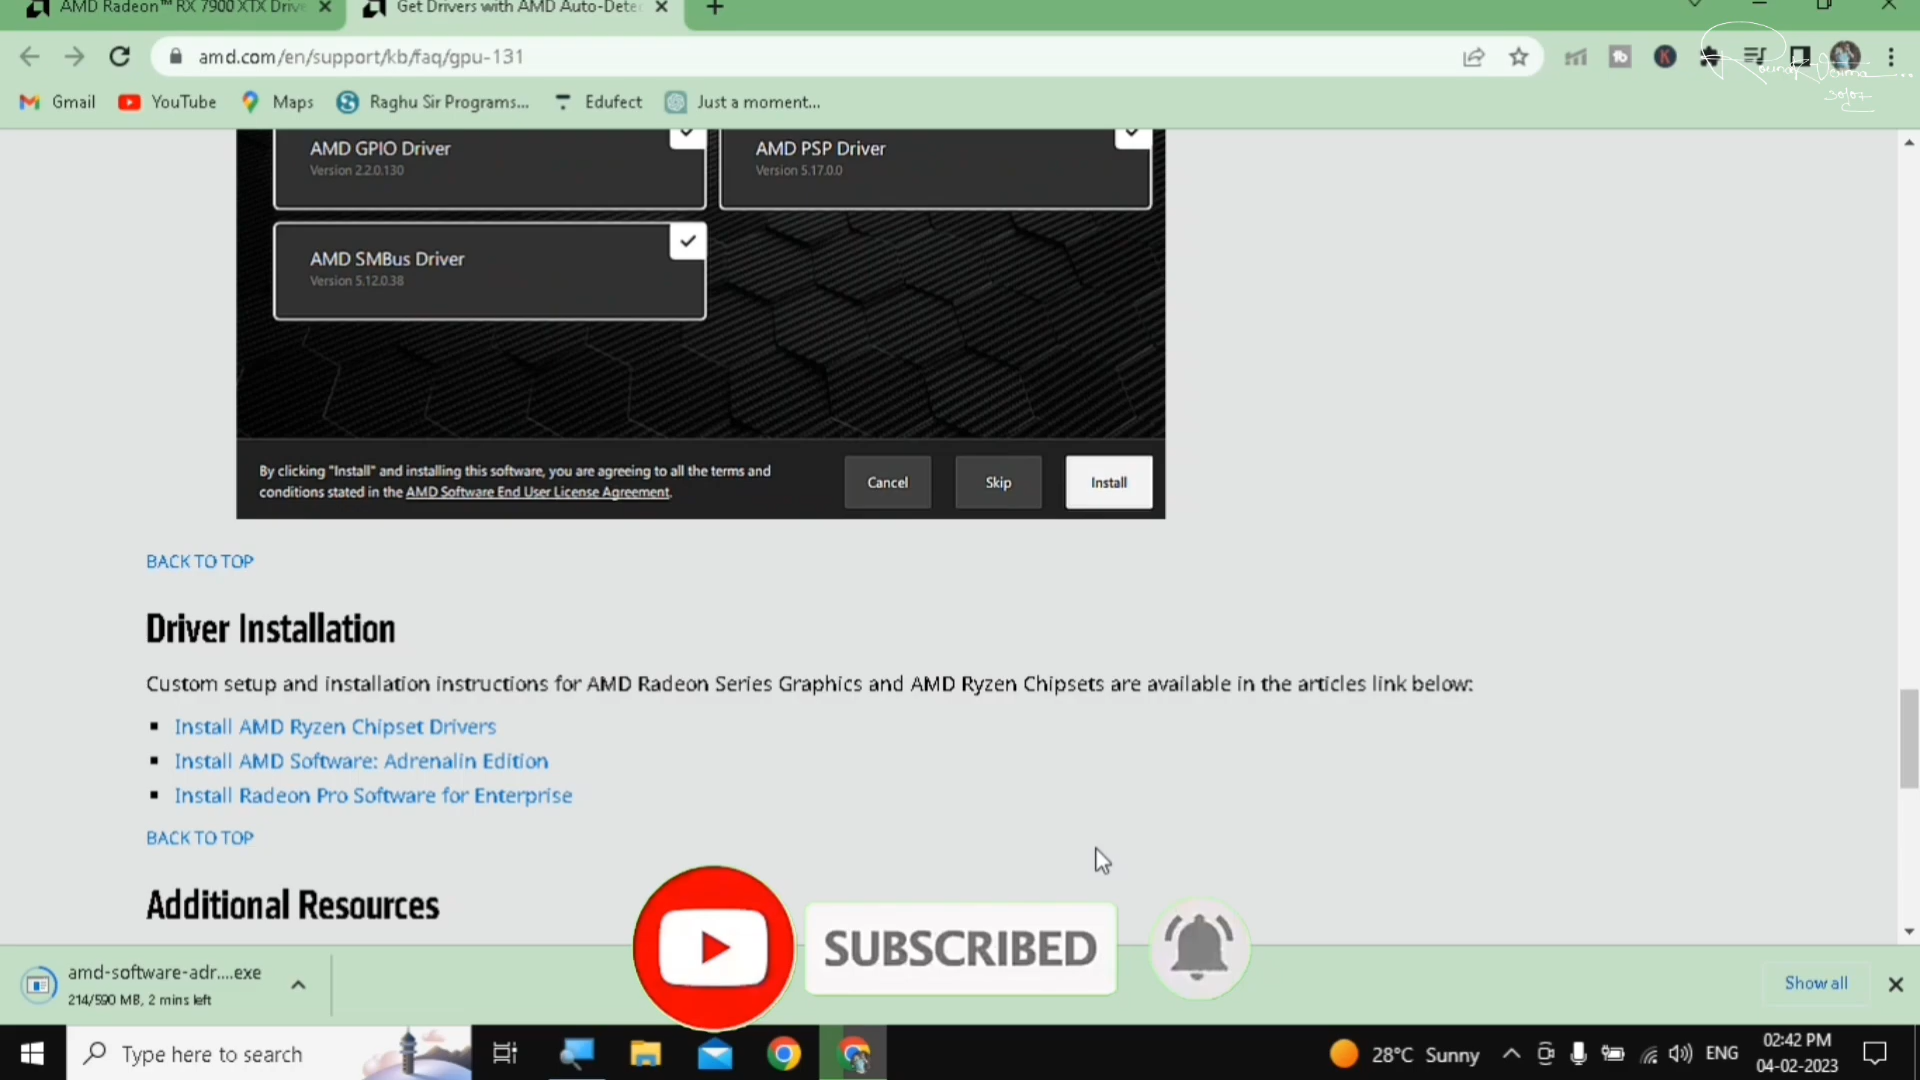 AMD Radeon™ RX 7900 XTX Drive
Get Drivers with AMD Auto-Detec
amd.com/en/support/kb/faq/gpu-131
Gmail
YouTube
Maps
Raghu Sir Programs...
Edufect
Just a moment...
30/07
AMD GPIO Driver
Version 2.2.0.130
AMD PSP Driver
Version 5.17.0.0
AMD SMBus Driver
Version 5.12.0.38
By clicking "Install" and installing this software, you are agreeing to all the terms and
conditions stated in the AMD Software End User License Agreement.
Cancel
Skip
Install
BACK TO TOP
Driver Installation
Custom setup and installation instructions for AMD Radeon Series Graphics and AMD Ryzen Chipsets are available in the articles link below:
Install AMD Ryzen Chipset Drivers
Install AMD Software: Adrenalin Edition
Install Radeon Pro Software for Enterprise
BACK TO TOP
Additional Resources
SUBSCRIBED
amd-software-adr....exe
214/590 MB, 2 mins left
Show all
Type here to search
28°C Sunny
ENG
02:42 PM
04-02-2023